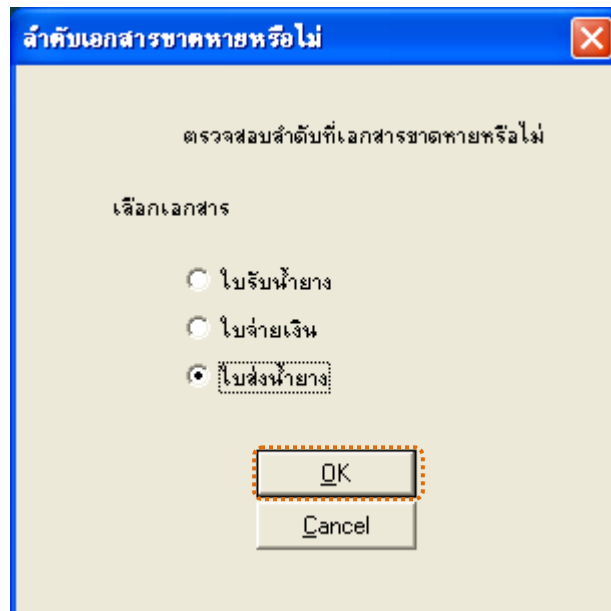 ลำดับเอกสารขาดหายหรือไม่
ตรวจสอบลำดับที่เอกสารขาดหายหรือไม่
เลือกเอกสาร
ใบรับน้ำยาง
ใบจ่ายเงิน
ใบส่งน้ำยาง
OK
Cancel